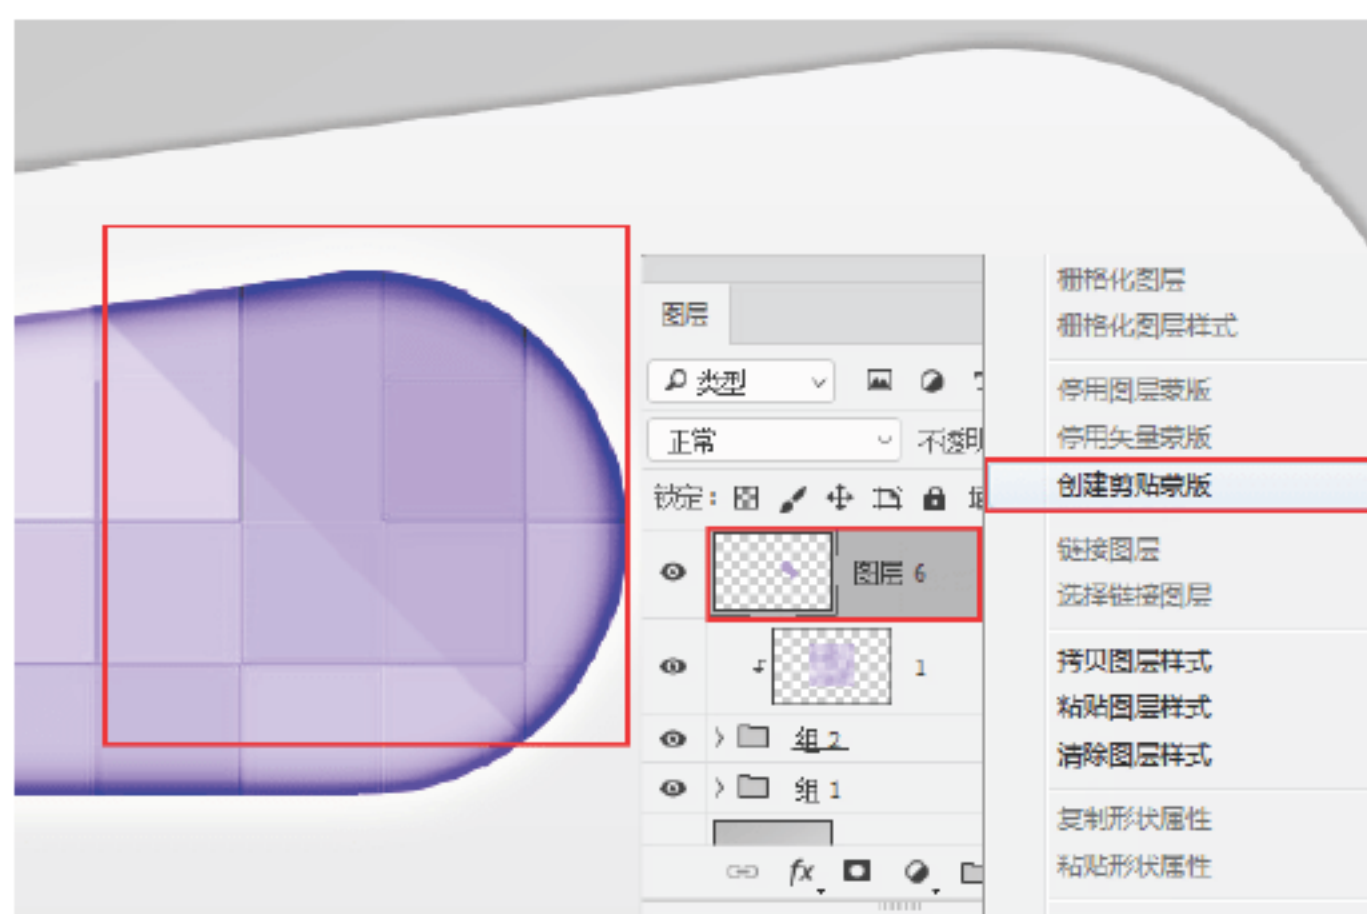 图层
类型
正常
不透明
锁定:
图层 6
1
组 2
组 1
fx
栅格化图层
栅格化图层样式
停用图层蒙版
停用矢量蒙版
创建剪贴蒙版
链接图层
选择链接图层
拷贝图层样式
粘贴图层样式
清除图层样式
复制形状属性
粘贴形状属性